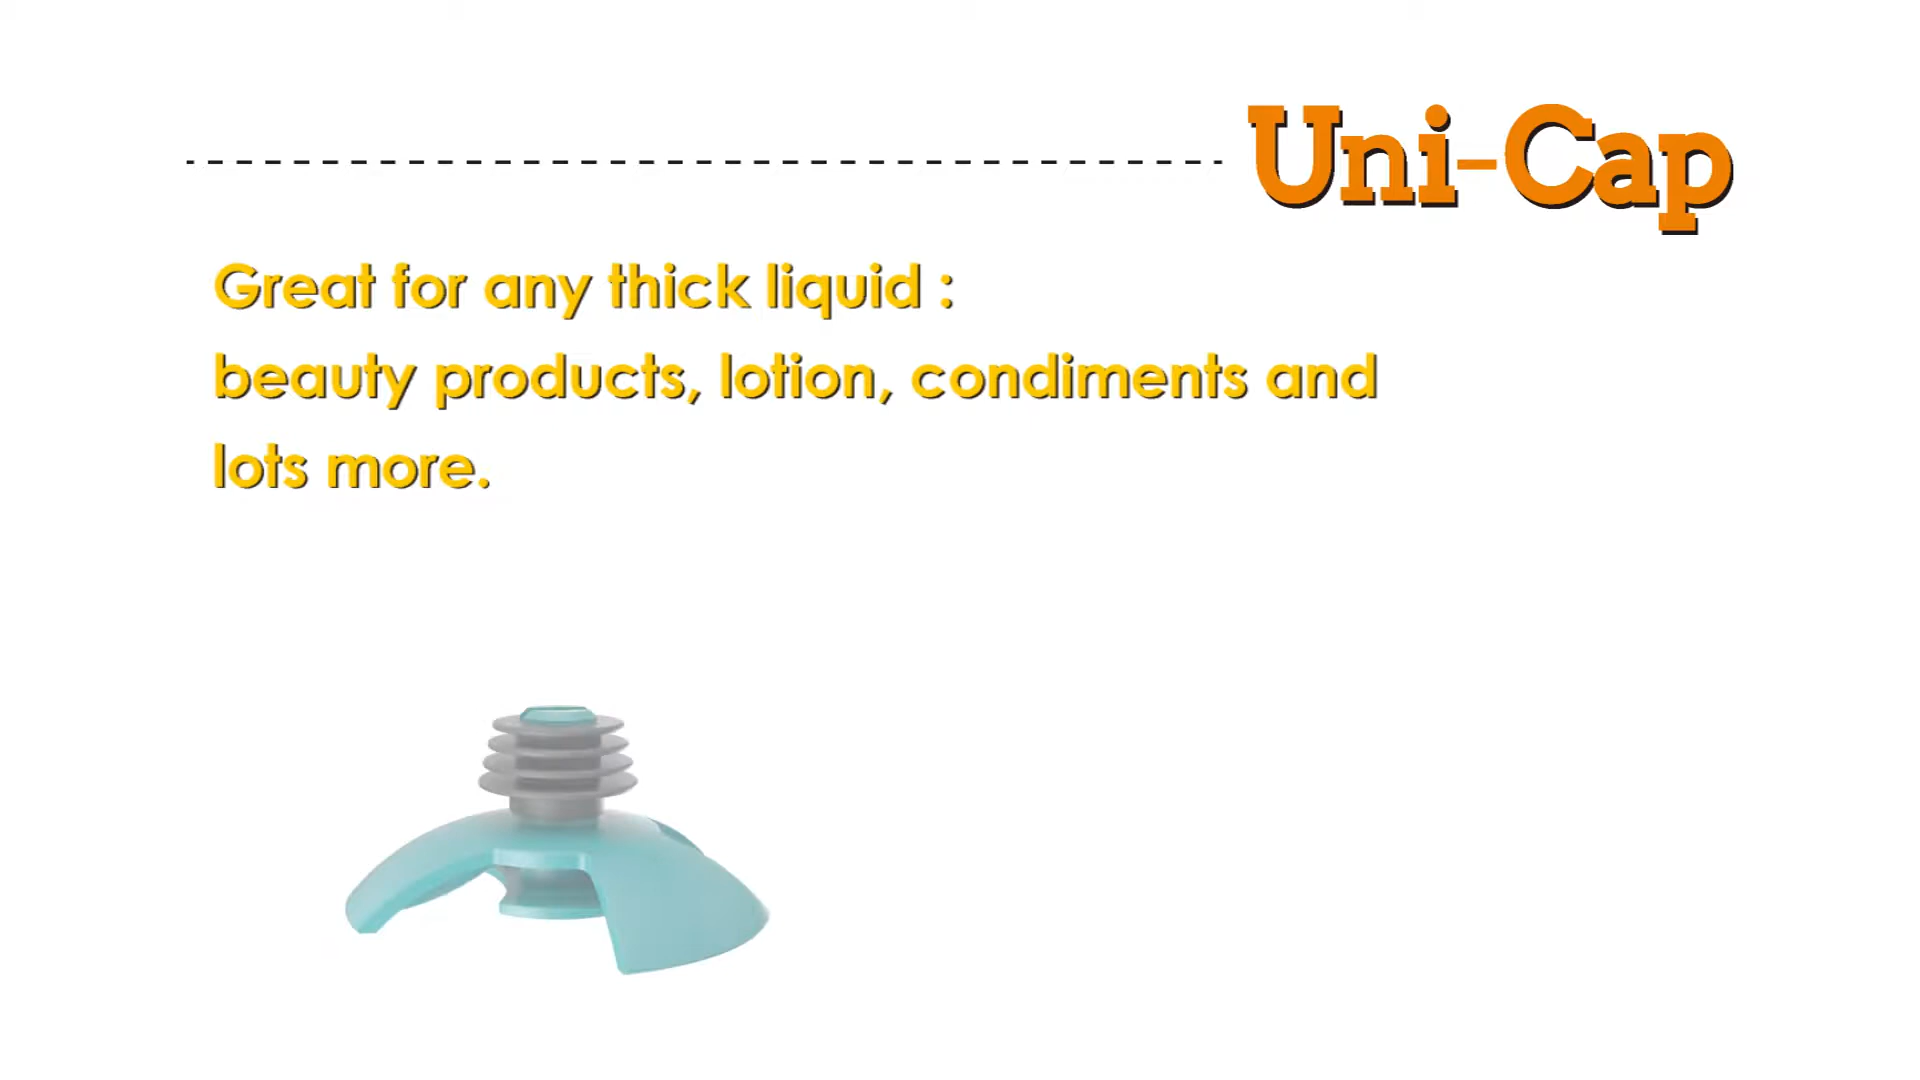 Uni-Cap
Great for any thick liquid :
beauty products, lotion, condiments and
lots more.